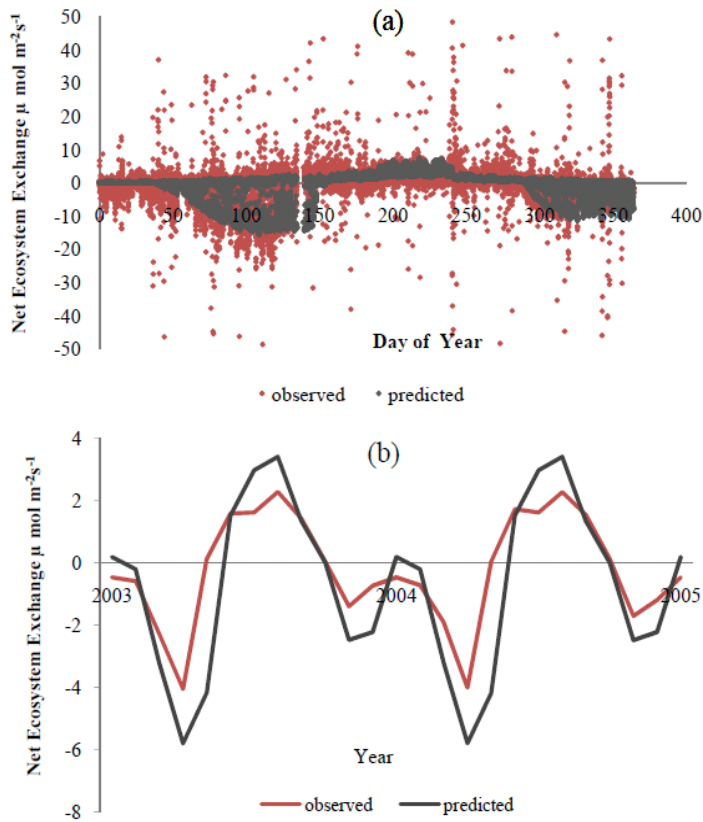 (a)
Net Ecosystem Exchange µ mol m⁻²s⁻¹
50
40
30
20
10
0
-10
-20
-30
-40
-50
0 50 100 150 200 250 300 350 400
Day of Year
observed predicted
(b)
Net Ecosystem Exchange µ mol m⁻²s⁻¹
4
2
0
-2
-4
-6
-8
2003 2004 2005
Year
observed predicted